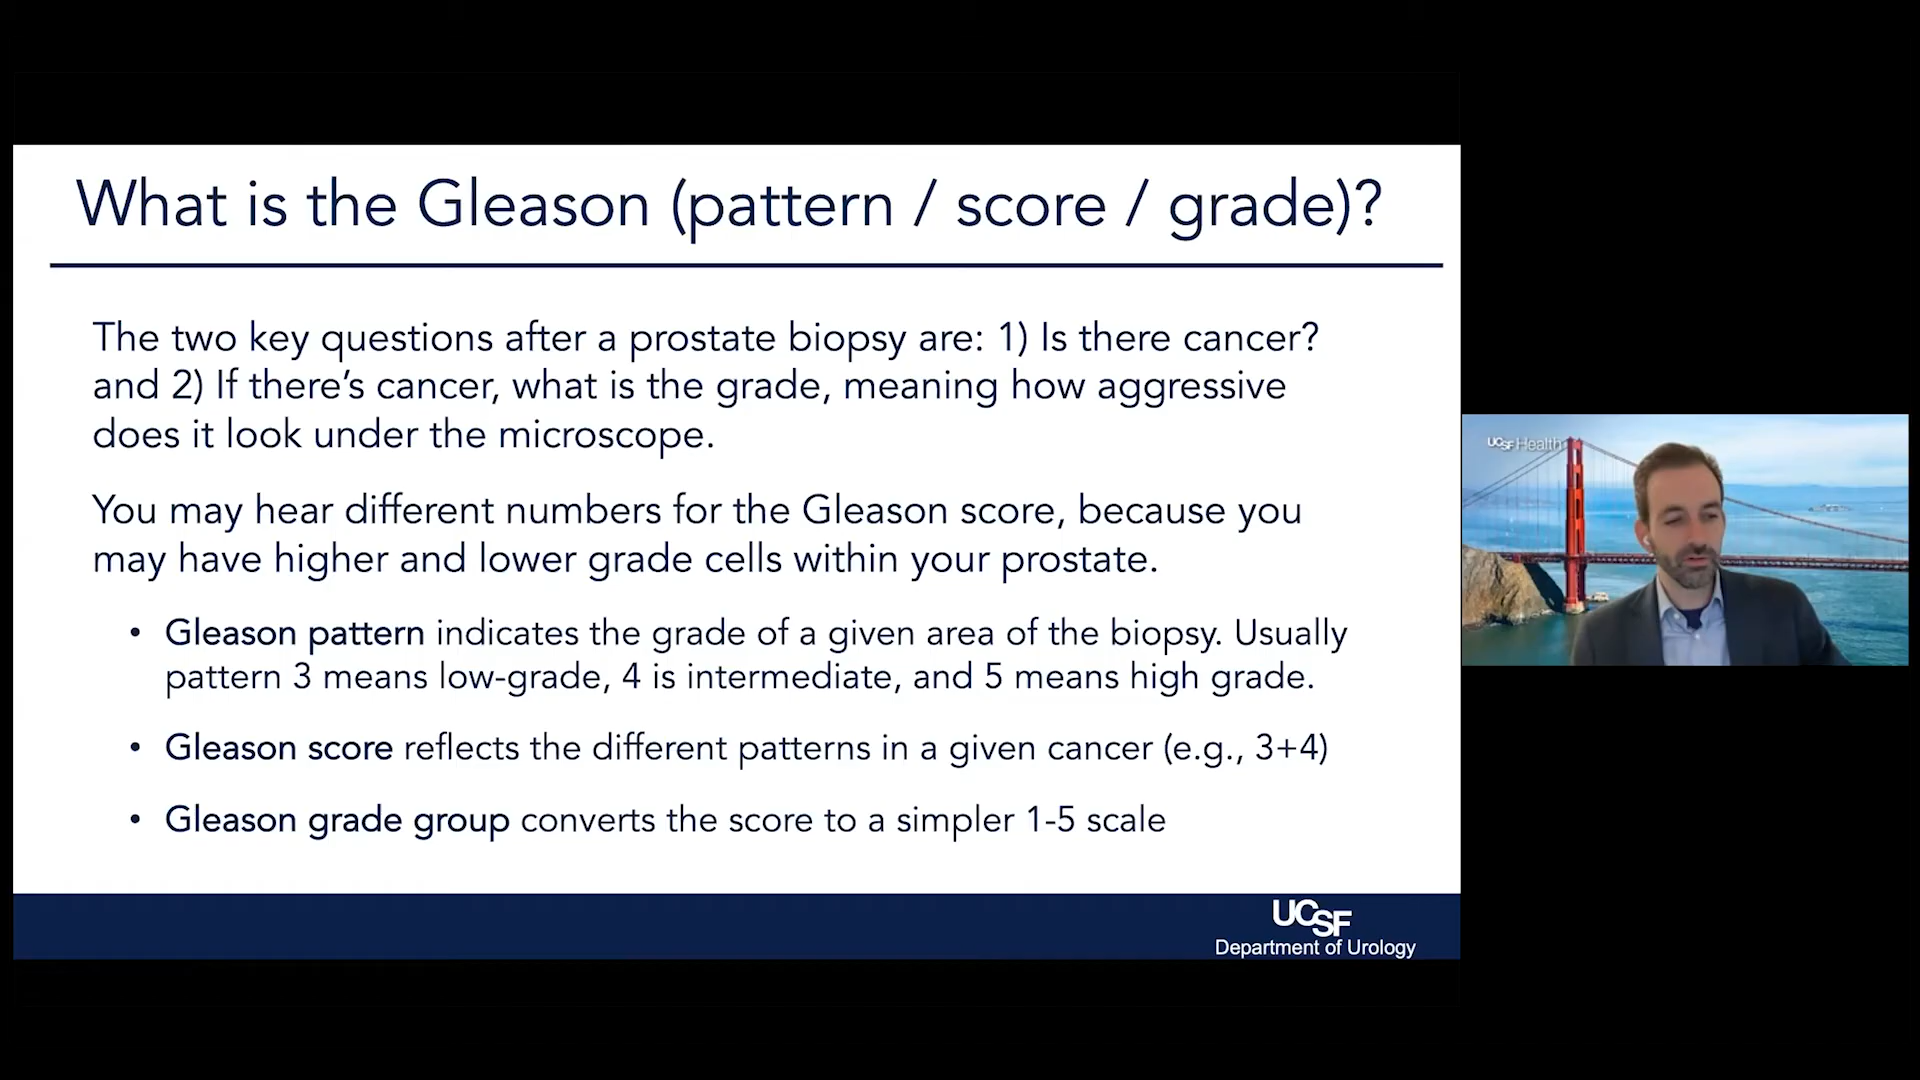 What is the Gleason (pattern / score / grade)?
The two key questions after a prostate biopsy are: 1) Is there cancer?
and 2) If there’s cancer, what is the grade, meaning how aggressive
does it look under the microscope.
You may hear different numbers for the Gleason score, because you
may have higher and lower grade cells within your prostate.
• Gleason pattern indicates the grade of a given area of the biopsy. Usually
pattern 3 means low-grade, 4 is intermediate, and 5 means high grade.
• Gleason score reflects the different patterns in a given cancer (e.g., 3+4)
• Gleason grade group converts the score to a simpler 1-5 scale
UCSF
Department of Urology
UCSF Health